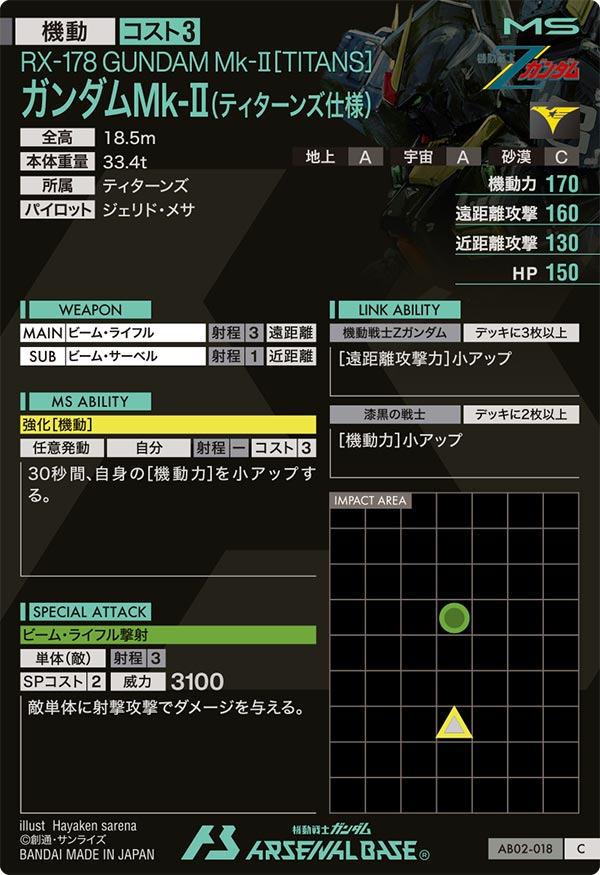 機動 コスト3
MS
RX-178 GUNDAM Mk-II[TITANS]
機動戦士Zガンダム
ガンダムMk-II(ティターンズ仕様)
全高 18.5m
本体重量 33.4t
所属 ティターンズ
パイロット ジェリド・メサ
地上 A 宇宙 A 砂漠 C
機動力 170
遠距離攻撃 160
近距離攻撃 130
HP 150
WEAPON
MAIN ビーム・ライフル 射程 3 遠距離
SUB ビーム・サーベル 射程 1 近距離
MS ABILITY
強化[機動]
任意発動 自分 射程 ー コスト 3
30秒間、自身の[機動力]を小アップす
る。
SPECIAL ATTACK
ビーム・ライフル撃射
単体(敵) 射程 3
SPコスト 2 威力 3100
敵単体に射撃攻撃でダメージを与える。
LINK ABILITY
機動戦士Zガンダム デッキに3枚以上
[遠距離攻撃力]小アップ
漆黒の戦士 デッキに2枚以上
[機動力]小アップ
IMPACT AREA
illust Hayaken sarena
©創通・サンライズ
BANDAI MADE IN JAPAN
機動戦士ガンダム
ARSENAL BASE®
AB02-018 C